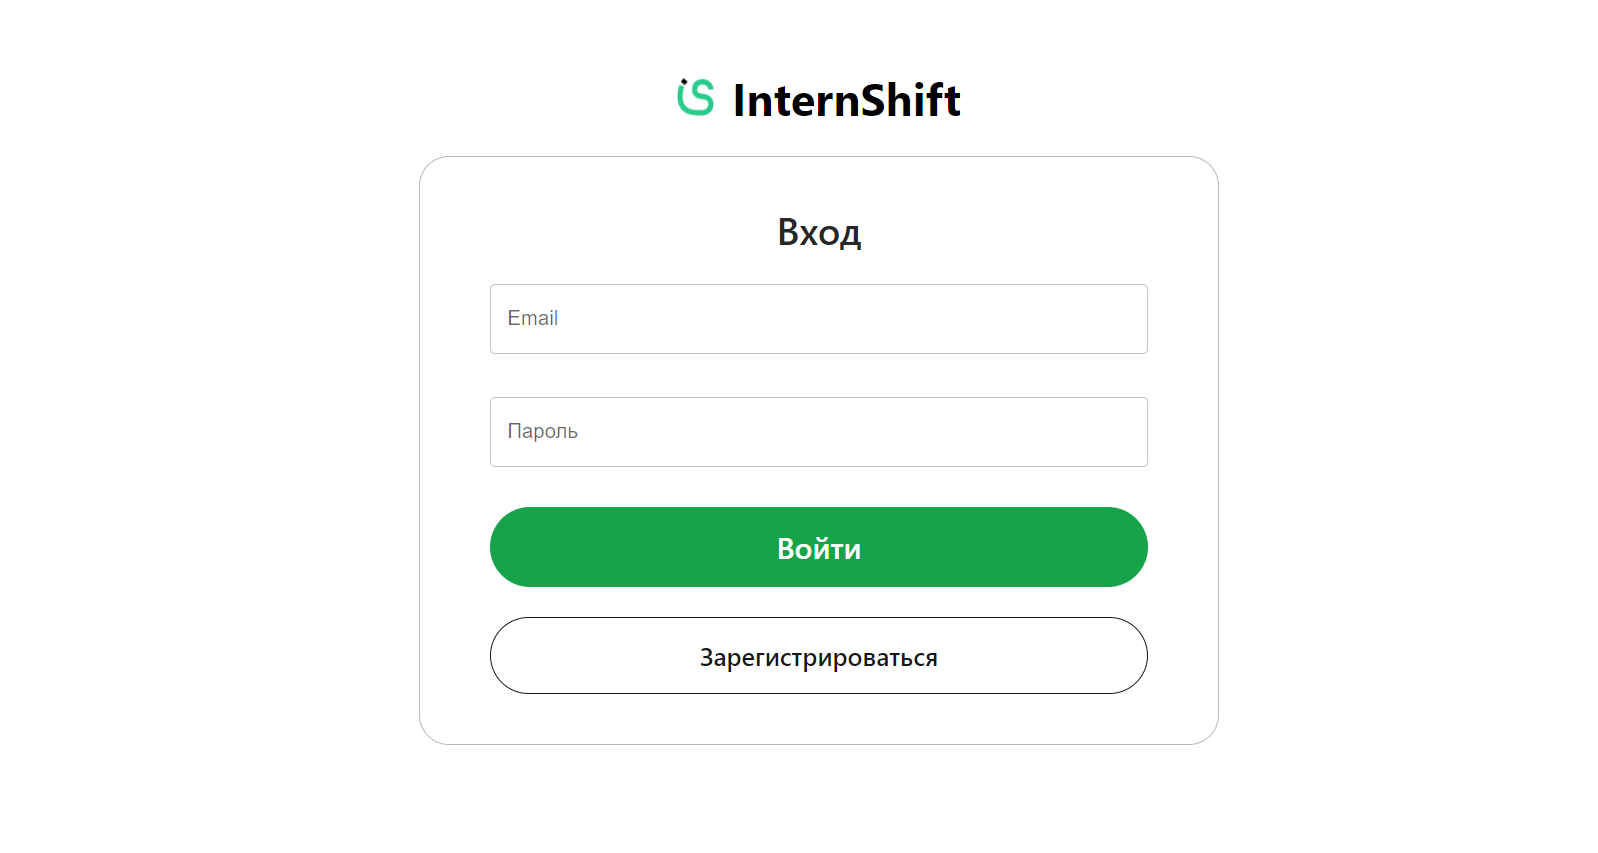 InternShift
Вход
Email
Пароль
Войти
Зарегистрироваться